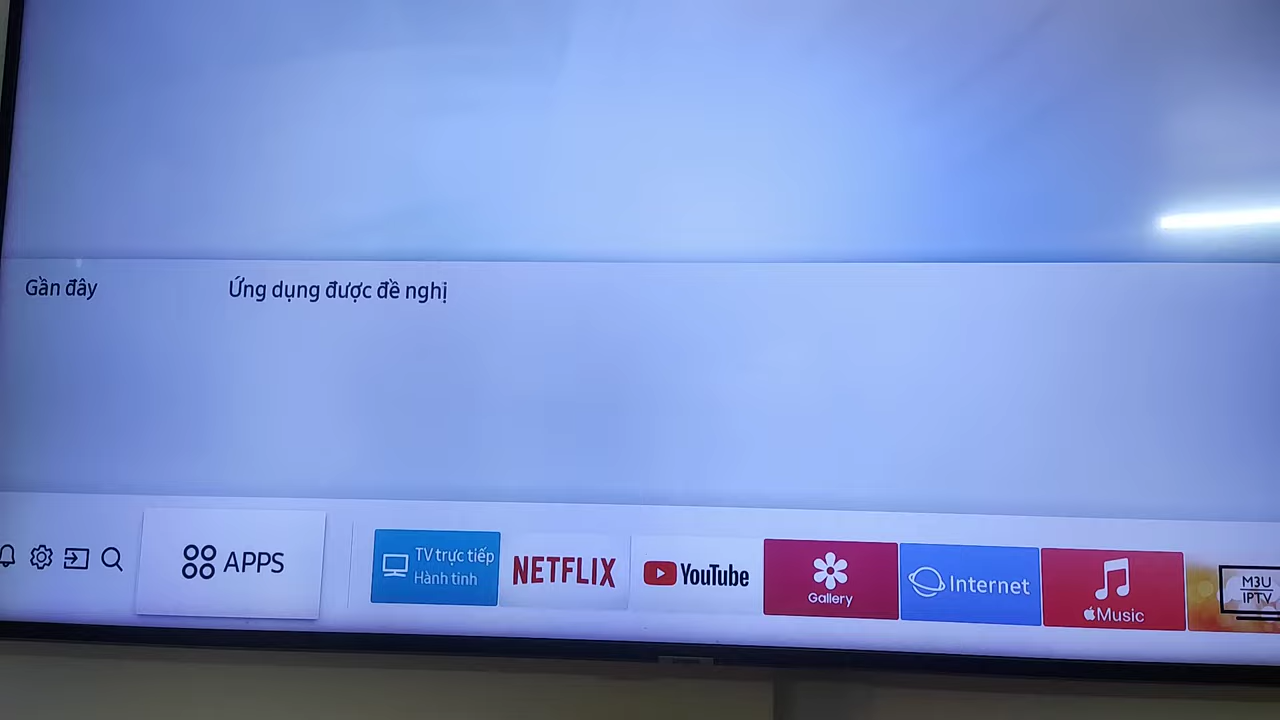 Gần đây
Ứng dụng được đề nghị
APPS
TV trực tiếp
Hành tinh
NETFLIX
YouTube
Gallery
Internet
Music
M3U
IPTV